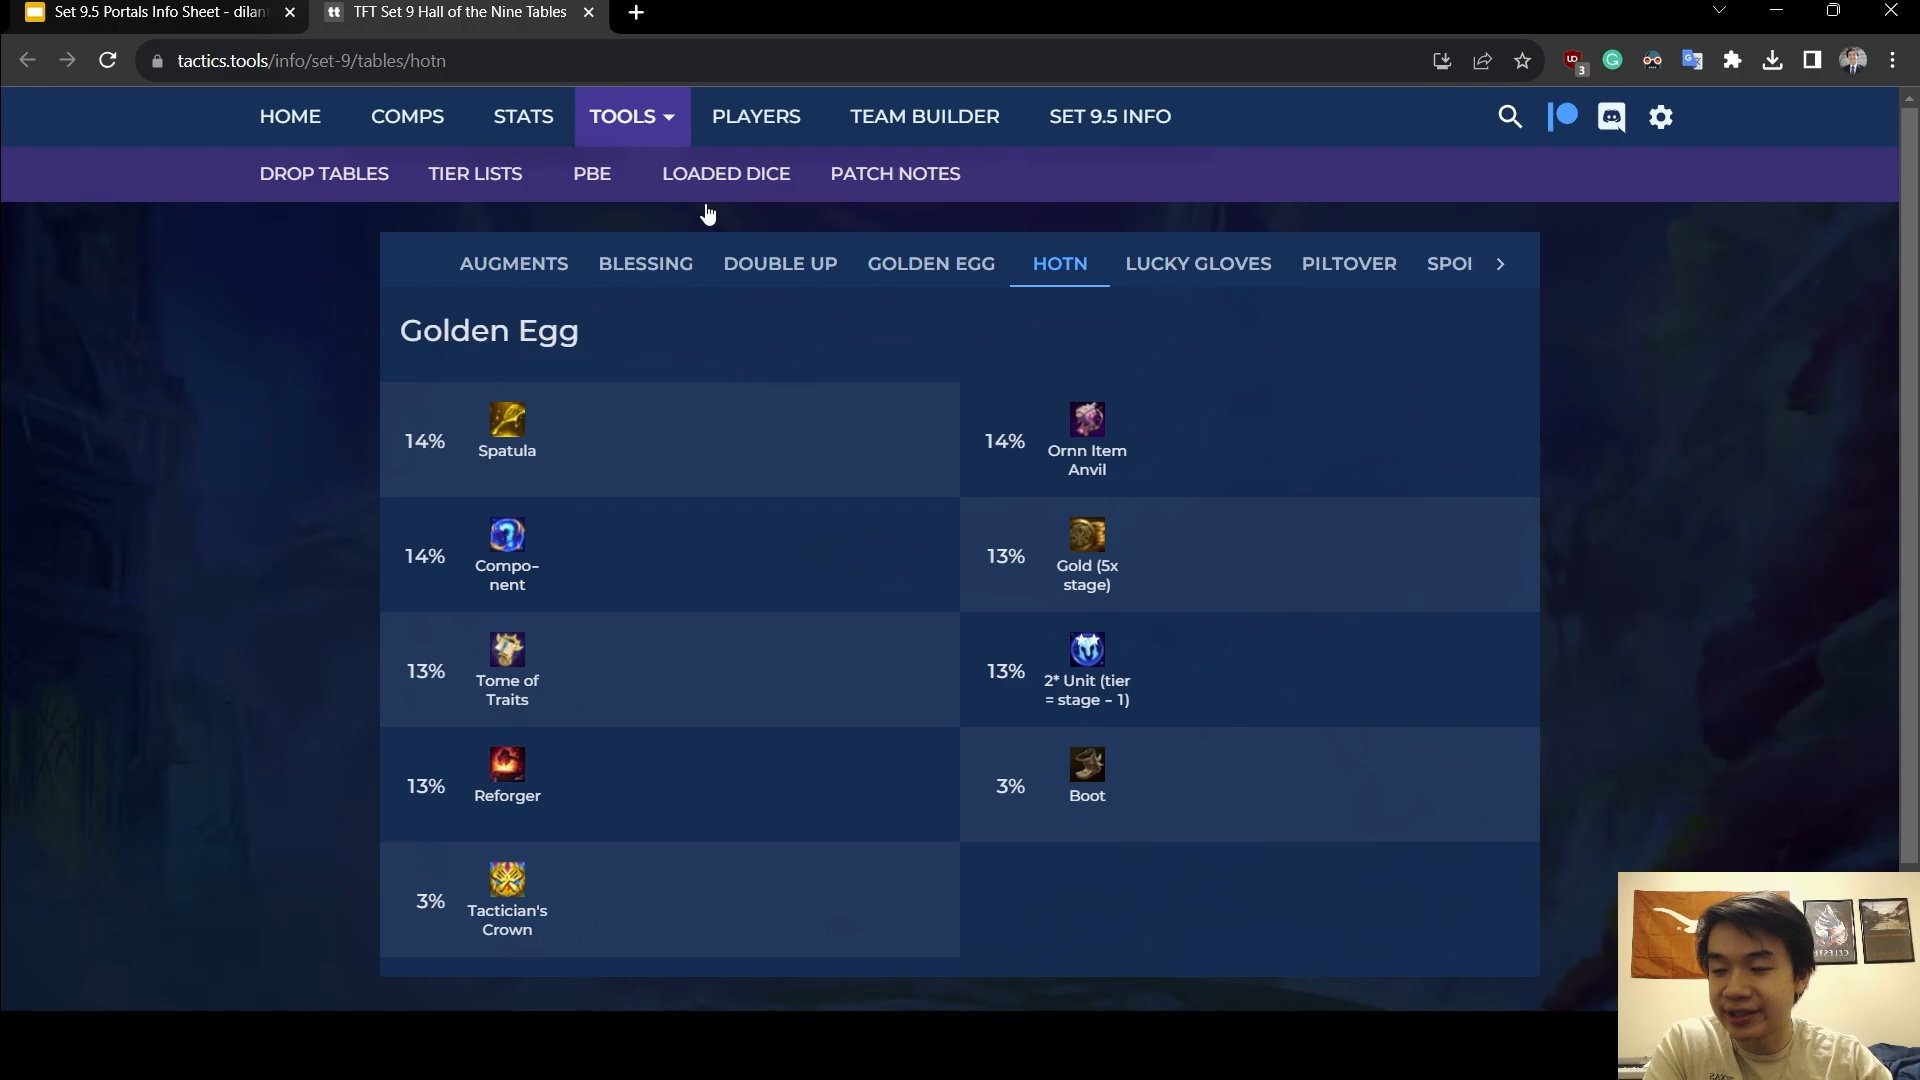 Set 9.5 Portals Info Sheet - dilan
TFT Set 9 Hall of the Nine Tables
tactics.tools/info/set-9/tables/hotn
3
HOME COMPS STATS TOOLS PLAYERS TEAM BUILDER SET 9.5 INFO
DROP TABLES TIER LISTS PBE LOADED DICE PATCH NOTES
AUGMENTS BLESSING DOUBLE UP GOLDEN EGG HOTN LUCKY GLOVES PILTOVER SPOI
Golden Egg
14%
Spatula
14%
Ornn Item
Anvil
14%
Compo-
nent
13%
Gold (5x
stage)
13%
Tome of
Traits
13%
2* Unit (tier
= stage - 1)
13%
Reforger
3%
Boot
3%
Tactician's
Crown